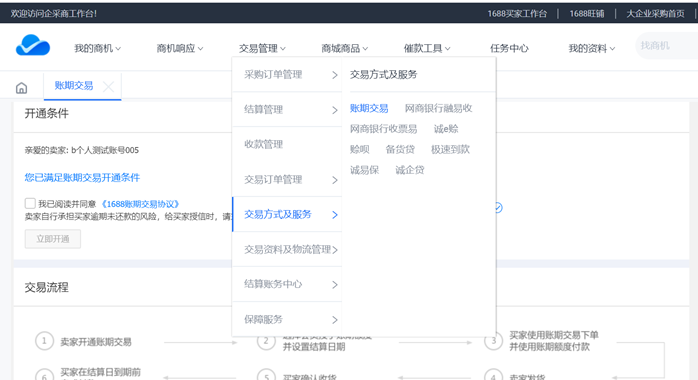 欢迎访问企采商工作台!
1688买家工作台 1688旺铺 大企业采购首页
我的商机 商机响应 交易管理 商城商品 催款工具 任务中心 我的资料 找商机
账期交易
采购订单管理
结算管理
收款管理
交易订单管理
交易方式及服务
交易资料及物流管理
结算账务中心
保障服务
交易方式及服务
账期交易 网商银行融易收
网商银行收票易 诚e赊
赊呗 备货贷 极速到款
诚易保 诚企贷
开通条件
亲爱的卖家: b个人测试账号005
您已满足账期交易开通条件
我已阅读并同意 《1688账期交易协议》
卖家自行承担买家逾期未还款的风险, 给买家授信时, 请
立即开通
交易流程
1 卖家开通账期交易
2
并设置结算日期
3 买家使用账期交易下单
并使用账期额度付款
6 买家在结算日到期前
5 买家确认收货
4 卖家发货